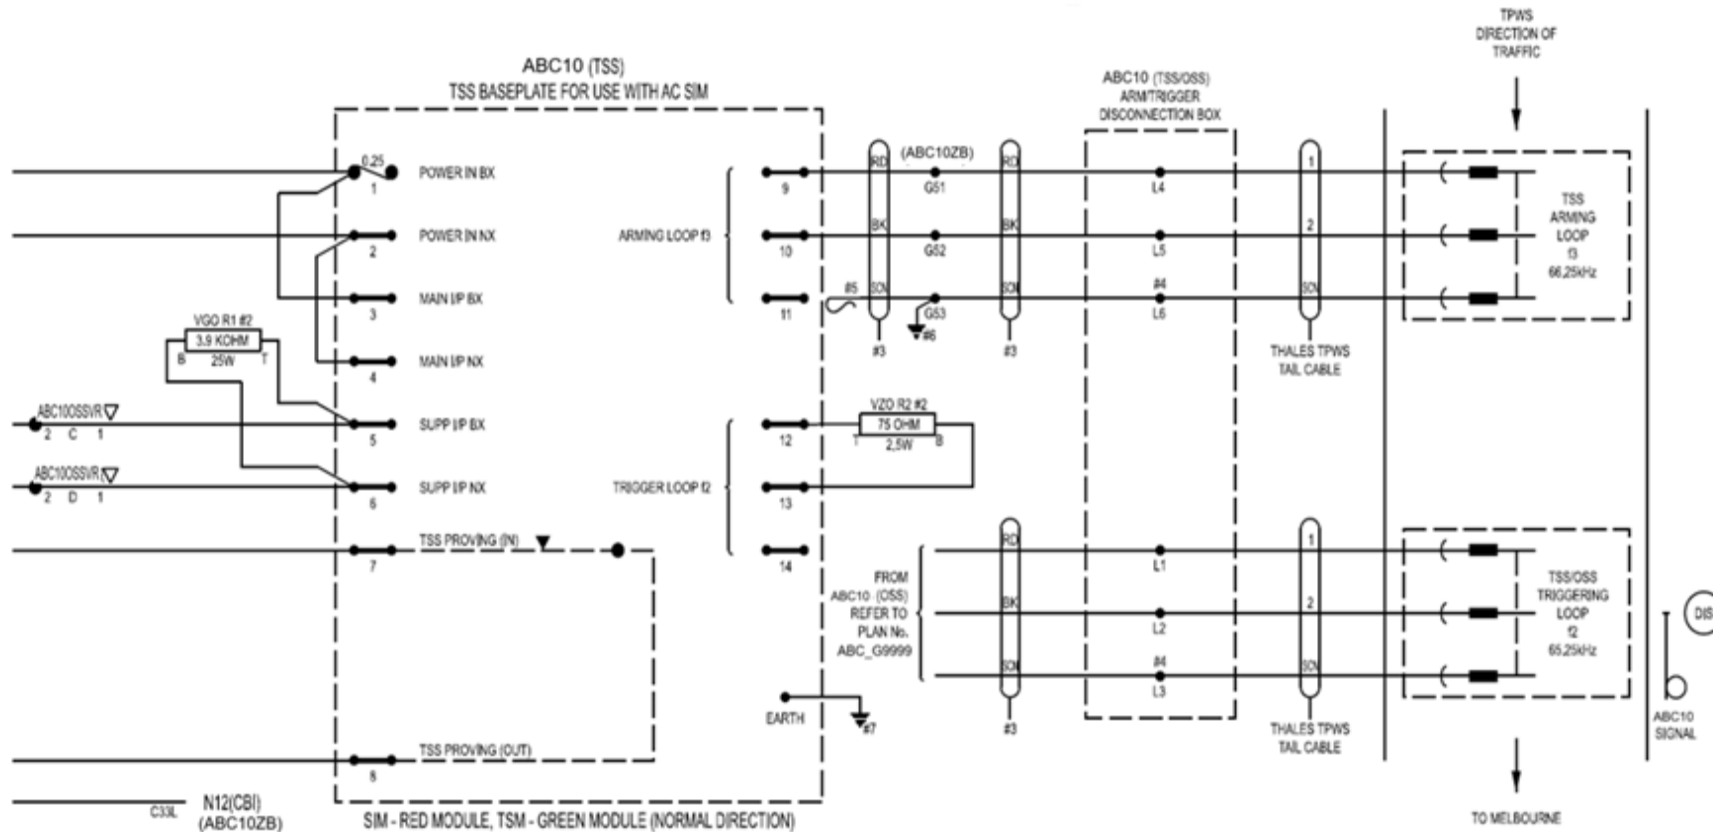 TPWS
DIRECTION OF
TRAFFIC
ABC10 (TSS)
TSS BASEPLATE FOR USE WITH AC SIM
ABC10 (TSS/OSS)
ARM/TRIGGER
DISCONNECTION BOX
0.25
1
POWER IN BX
9
RD
(ABC10ZB)
G51
RD
L4
1
2
POWER IN NX
ARMING LOOP f3
10
BK
G52
BK
L5
2
TSS
ARMING
LOOP
f3
66.25kHz
3
MAIN I/P BX
11
#5
G53
#6
#4
L6
#3
#3
THALES TPWS
TAIL CABLE
VGO R1 #2
3.9 KOHM
B 25W T
4
MAIN I/P NX
ABC10OSSVR
2 C 1
5
SUPP I/P BX
12
VZO R2 #2
75 OHM
T 2.5W B
ABC10OSSVR
2 D 1
6
SUPP I/P NX
TRIGGER LOOP f2
13
7
TSS PROVING (IN)
14
FROM
ABC10 (OSS)
REFER TO
PLAN No.
ABC_G9999
RD
L1
1
BK
L2
2
#4
L3
#3
THALES TPWS
TAIL CABLE
TSS/OSS
TRIGGERING
LOOP
f2
65.25kHz
DIS
ABC10
SIGNAL
EARTH
#7
8
TSS PROVING (OUT)
C33L
N12(CBI)
(ABC10ZB)
SIM - RED MODULE, TSM - GREEN MODULE (NORMAL DIRECTION)
TO MELBOURNE